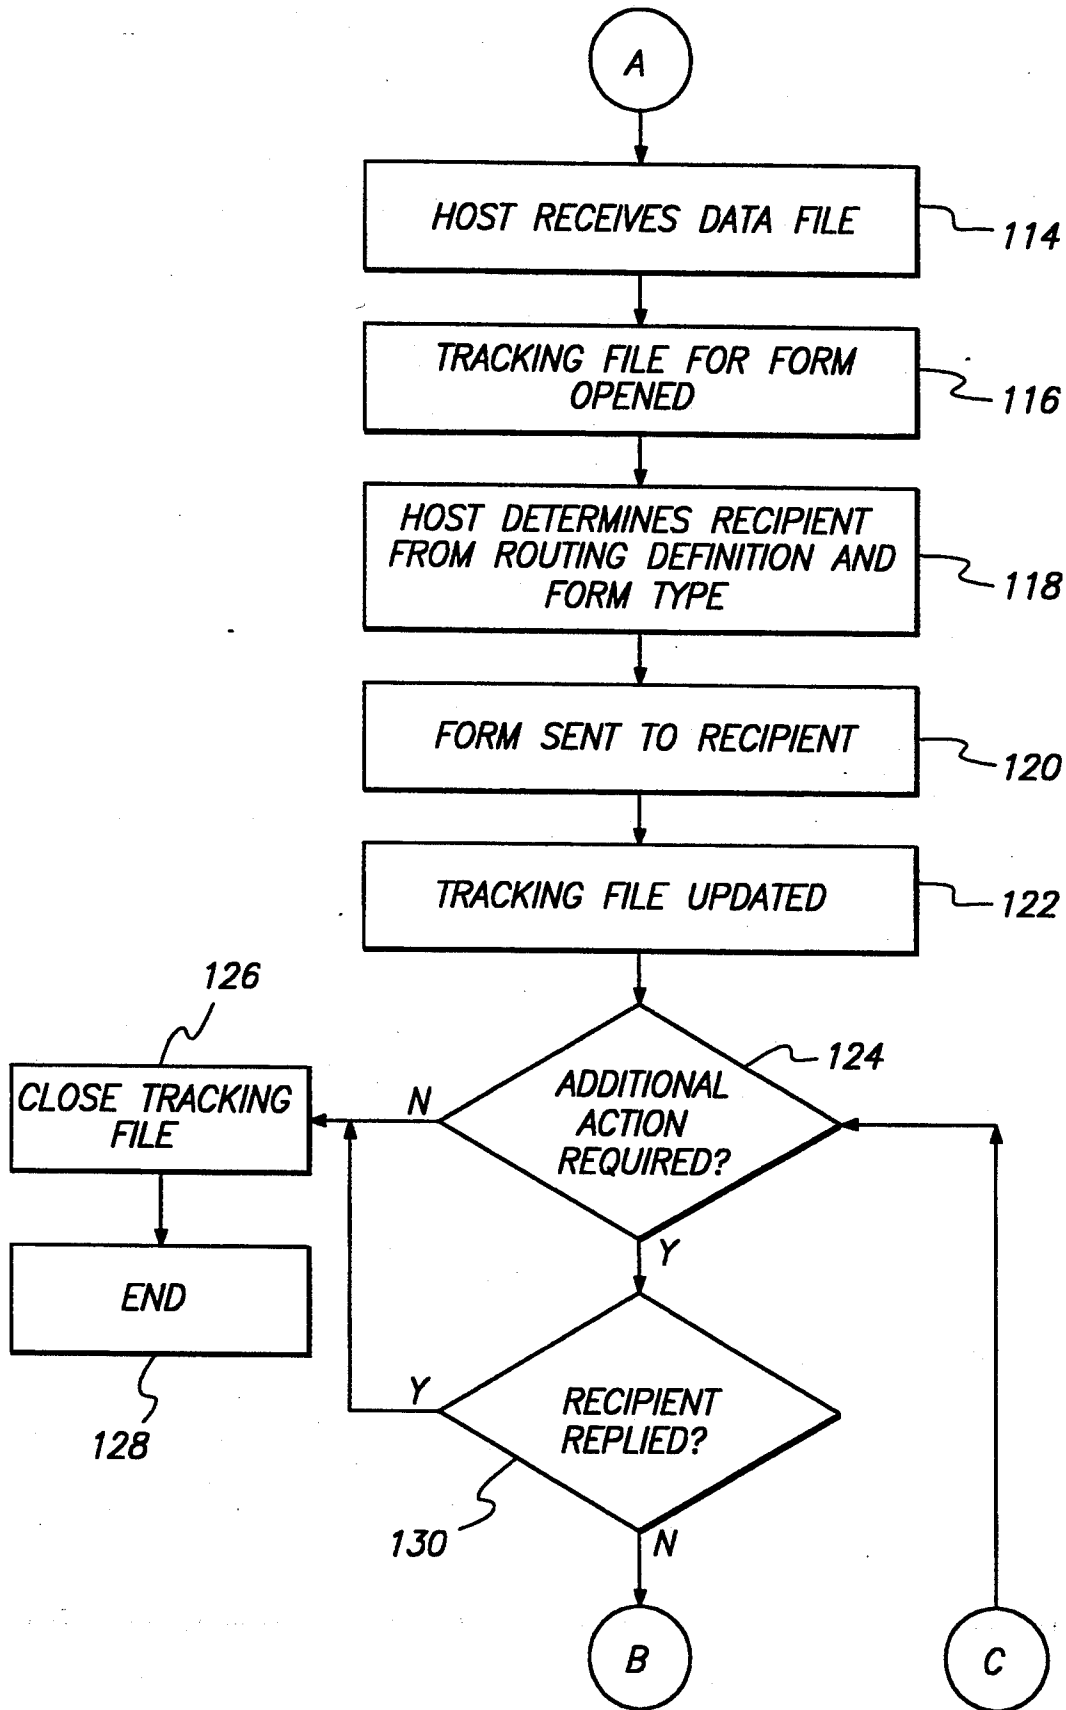 A
HOST RECEIVES DATA FILE
114
TRACKING FILE FOR FORM
OPENED
116
HOST DETERMINES RECIPIENT
FROM ROUTING DEFINITION AND
FORM TYPE
118
FORM SENT TO RECIPIENT
120
TRACKING FILE UPDATED
122
126
124
CLOSE TRACKING
FILE
N
ADDITIONAL
ACTION
REQUIRED?
Y
END
128
Y
RECIPIENT
REPLIED?
130
N
B
C